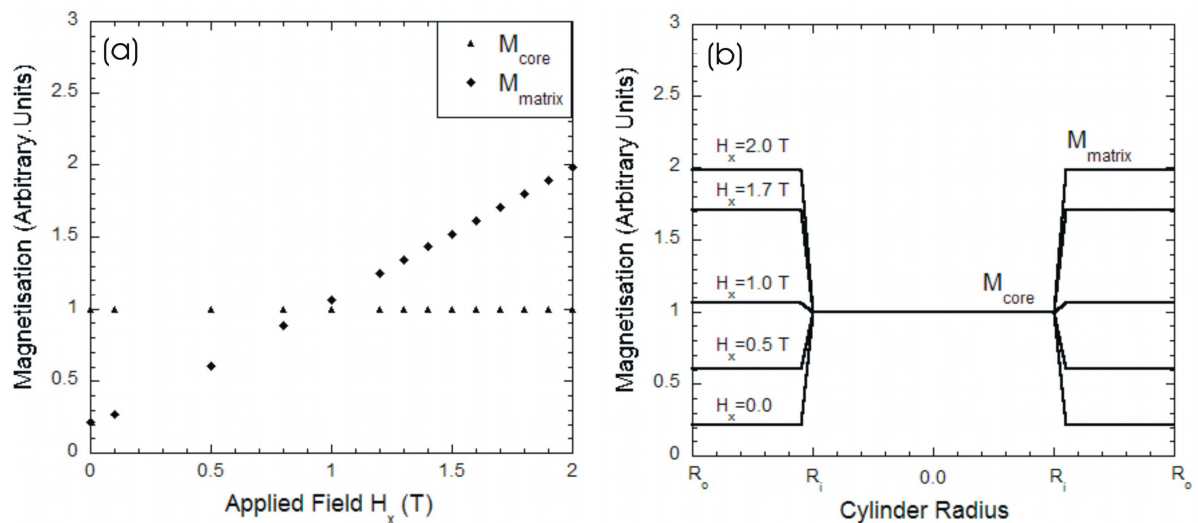 (a)
M_core
M_matrix
Magnetisation (Arbitrary.Units)
3
2.5
2
1.5
1
0.5
0
0
0.5
1
1.5
2
Applied Field H_x (T)
(b)
Magnetisation (Arbitrary Units)
3
2.5
2
1.5
1
0.5
0
H_x=2.0 T
H_x=1.7 T
H_x=1.0 T
H_x=0.5 T
H_x=0.0
M_matrix
M_core
R_o
R_i
0.0
R_i
R_o
Cylinder Radius